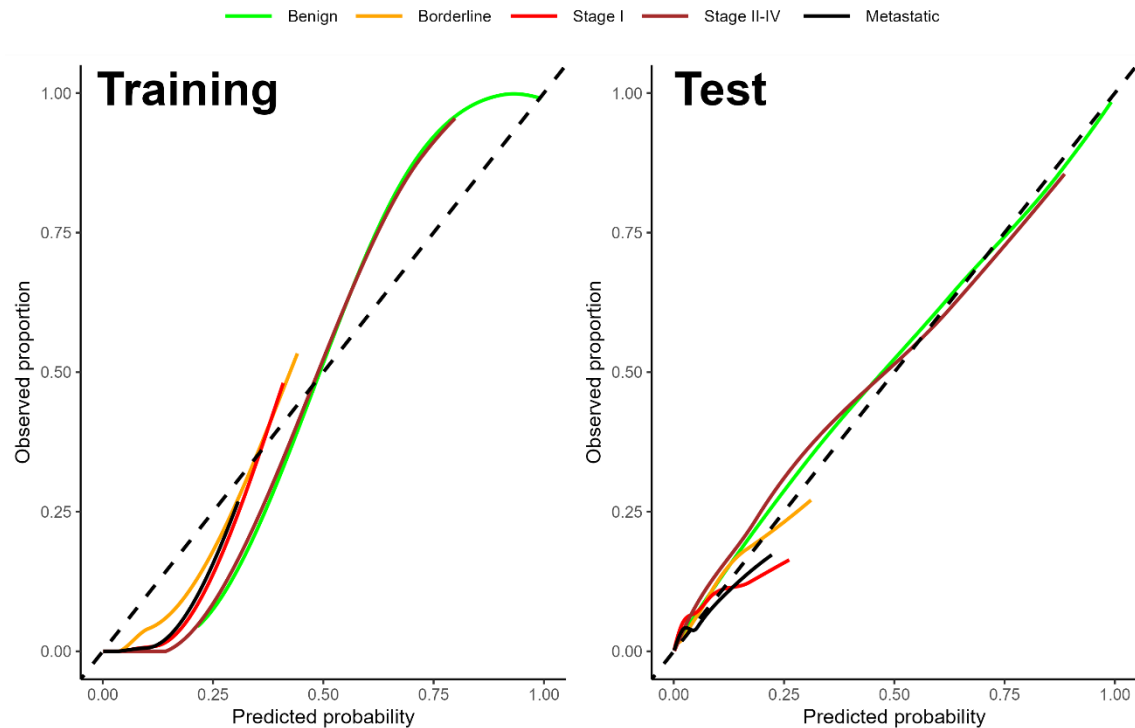 Benign Borderline Stage I Stage II-IV Metastatic
Training
1.00
0.75
0.50
0.25
0.00
Observed proportion
0.00 0.25 0.50 0.75 1.00
Predicted probability
Test
1.00
0.75
0.50
0.25
0.00
Observed proportion
0.00 0.25 0.50 0.75 1.00
Predicted probability